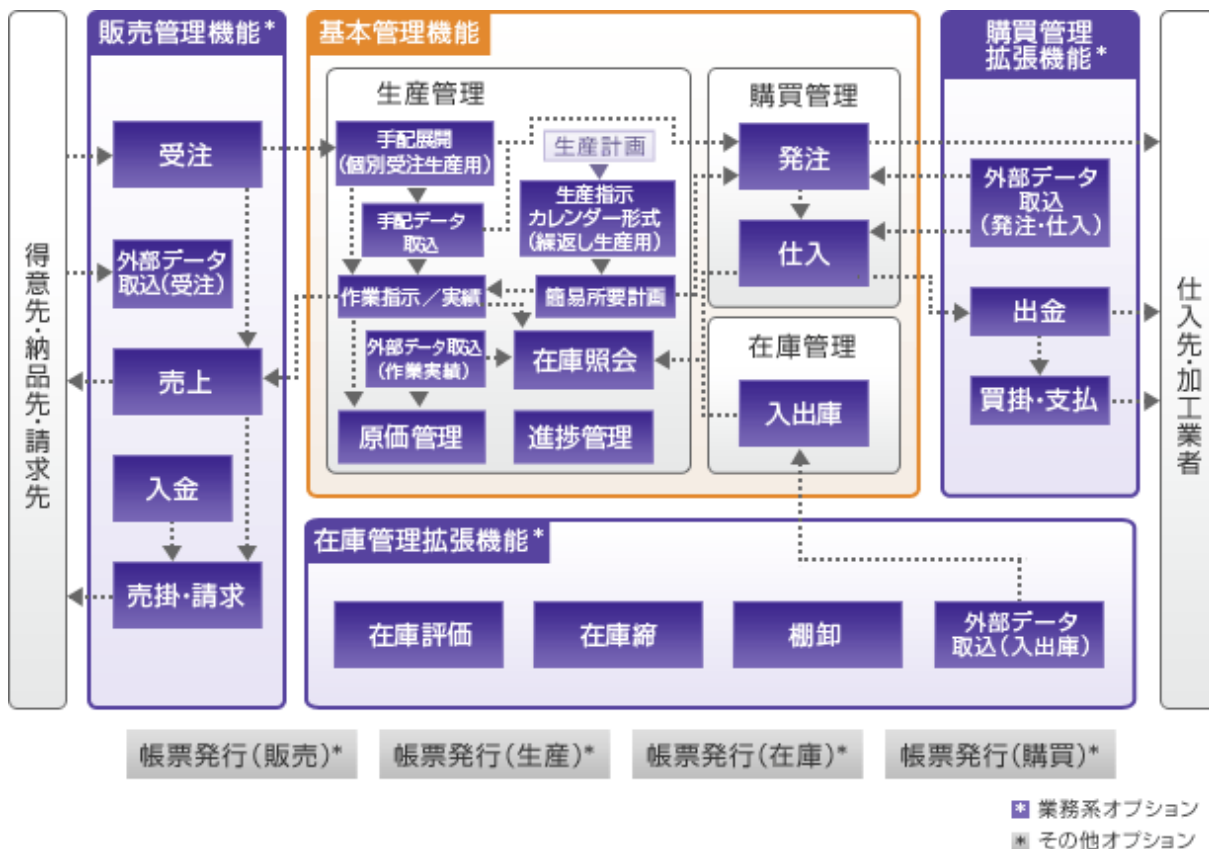 得意先・納品先・請求先
販売管理機能*
受注
外部データ
取込(受注)
売上
入金
売掛・請求
基本管理機能
生産管理
手配展開
(個別受注生産用)
手配データ
取込
作業指示／実績
外部データ取込
(作業実績)
原価管理
生産計画
生産指示
カレンダー形式
(繰返し生産用)
簡易所要計画
在庫照会
進捗管理
購買管理
発注
仕入
在庫管理
入出庫
購買管理
拡張機能*
外部データ
取込
(発注・仕入)
出金
買掛・支払
仕入先・加工業者
在庫管理拡張機能*
在庫評価
在庫締
棚卸
外部データ
取込(入出庫)
帳票発行(販売)*
帳票発行(生産)*
帳票発行(在庫)*
帳票発行(購買)*
* 業務系オプション
* その他オプション